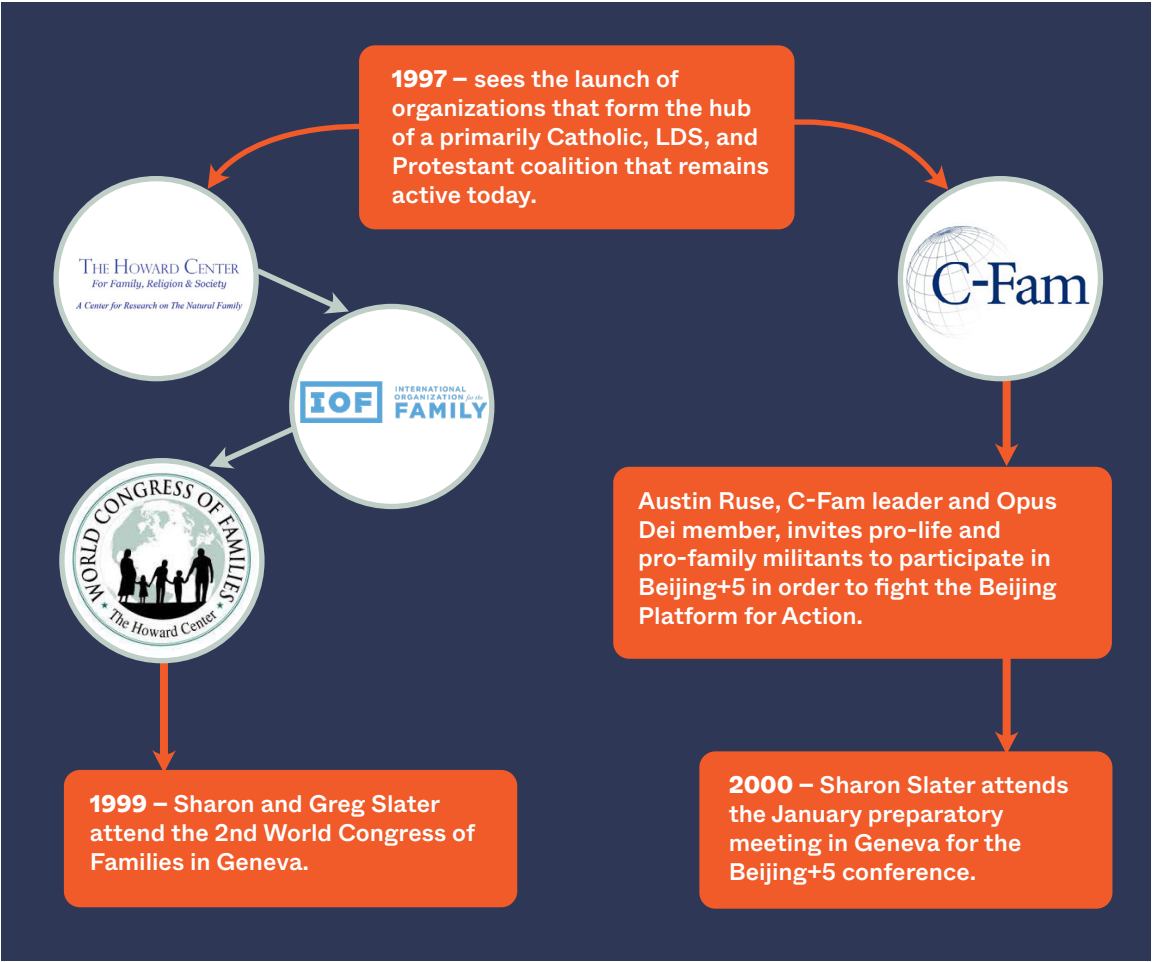 1997 – sees the launch of
organizations that form the hub
of a primarily Catholic, LDS, and
Protestant coalition that remains
active today.
THE HOWARD CENTER
For Family, Religion & Society
A Center for Research on The Natural Family
C-Fam
IOF
INTERNATIONAL
ORGANIZATION for the
FAMILY
WORLD CONGRESS OF FAMILIES
The Howard Center
Austin Ruse, C-Fam leader and Opus
Dei member, invites pro-life and
pro-family militants to participate in
Beijing+5 in order to fight the Beijing
Platform for Action.
1999 – Sharon and Greg Slater
attend the 2nd World Congress of
Families in Geneva.
2000 – Sharon Slater attends
the January preparatory
meeting in Geneva for the
Beijing+5 conference.